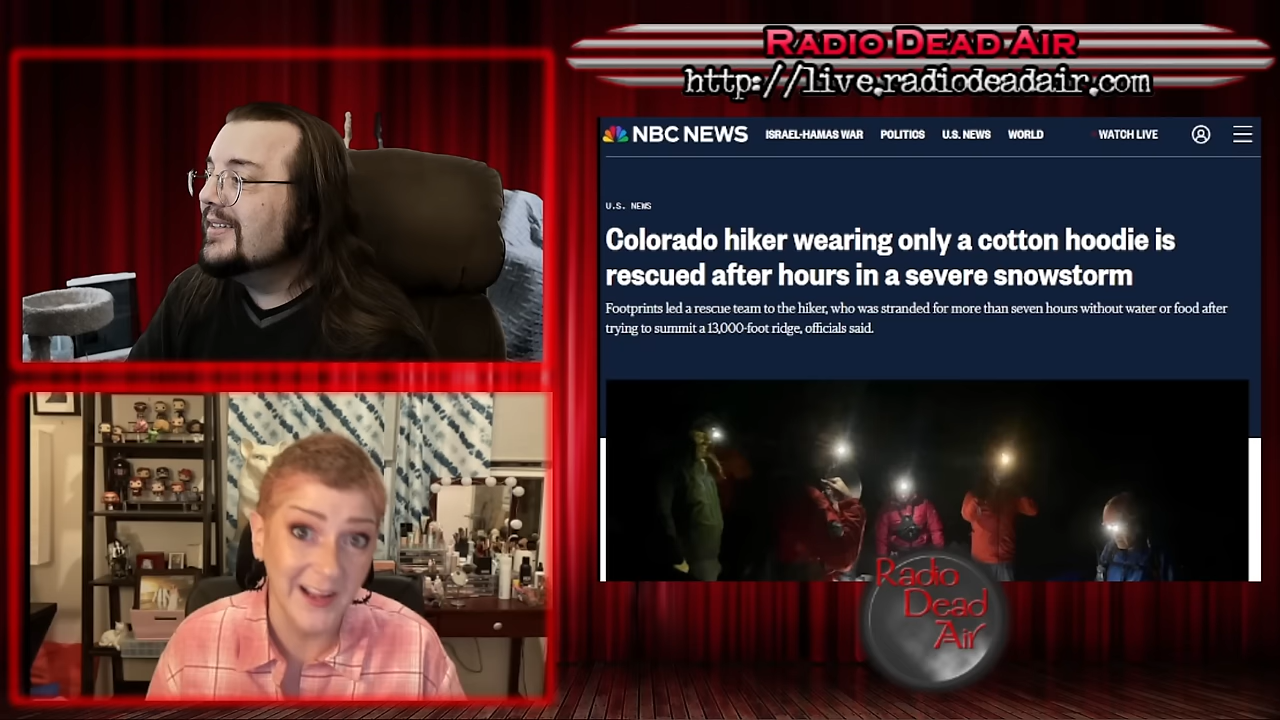 Radio Dead Air
http://live.radiodeadair.com
NBC NEWS ISRAEL-HAMAS WAR POLITICS U.S. NEWS WORLD WATCH LIVE
U.S. NEWS
Colorado hiker wearing only a cotton hoodie is
rescued after hours in a severe snowstorm
Footprints led a rescue team to the hiker, who was stranded for more than seven hours without water or food after
trying to summit a 13,000-foot ridge, officials said.
Radio
Dead
Air